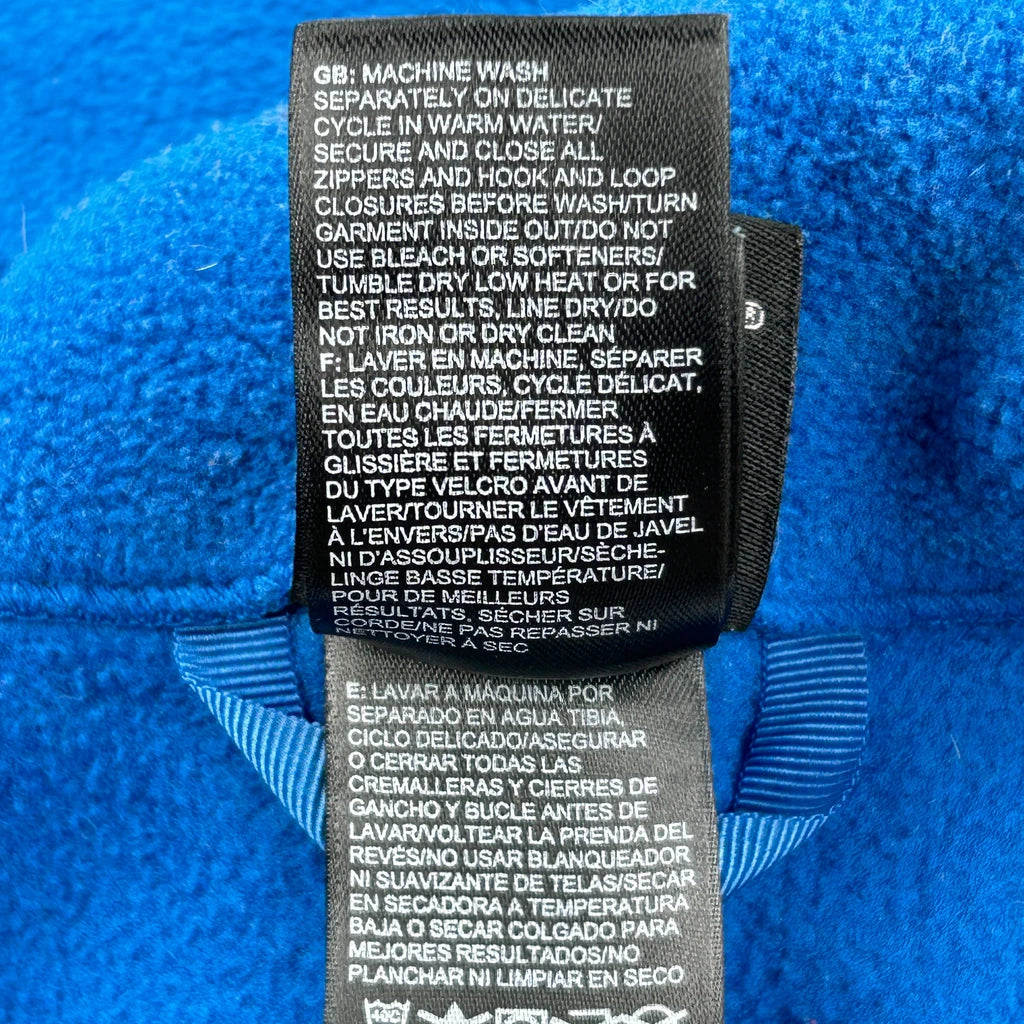 GB: MACHINE WASH
SEPARATELY ON DELICATE
CYCLE IN WARM WATER/
SECURE AND CLOSE ALL
ZIPPERS AND HOOK AND LOOP
CLOSURES BEFORE WASH/TURN
GARMENT INSIDE OUT/DO NOT
USE BLEACH OR SOFTENERS/
TUMBLE DRY LOW HEAT OR FOR
BEST RESULTS, LINE DRY/DO
NOT IRON OR DRY CLEAN
F: LAVER EN MACHINE, SÉPARER
LES COULEURS, CYCLE DÉLICAT,
EN EAU CHAUDE/FERMER
TOUTES LES FERMETURES À
GLISSIÈRE ET FERMETURES
DU TYPE VELCRO AVANT DE
LAVER/TOURNER LE VÊTEMENT
À L'ENVERS/PAS D'EAU DE JAVEL
NI D'ASSOUPLISSEUR/SÈCHE-
LINGE BASSE TEMPÉRATURE/
POUR DE MEILLEURS
RÉSULTATS, SÉCHER SUR
CORDE/NE PAS REPASSER NI
NETTOYER À SEC
E: LAVAR A MÁQUINA POR
SEPARADO EN AGUA TIBIA,
CICLO DELICADO/ASEGURAR
O CERRAR TODAS LAS
CREMALLERAS Y CIERRES DE
GANCHO Y BUCLE ANTES DE
LAVAR/VOLTEAR LA PRENDA DEL
REVÉS/NO USAR BLANQUEADOR
NI SUAVIZANTE DE TELAS/SECAR
EN SECADORA A TEMPERATURA
BAJA O SECAR COLGADO PARA
MEJORES RESULTADOS/NO
PLANCHAR NI LIMPIAR EN SECO
40C